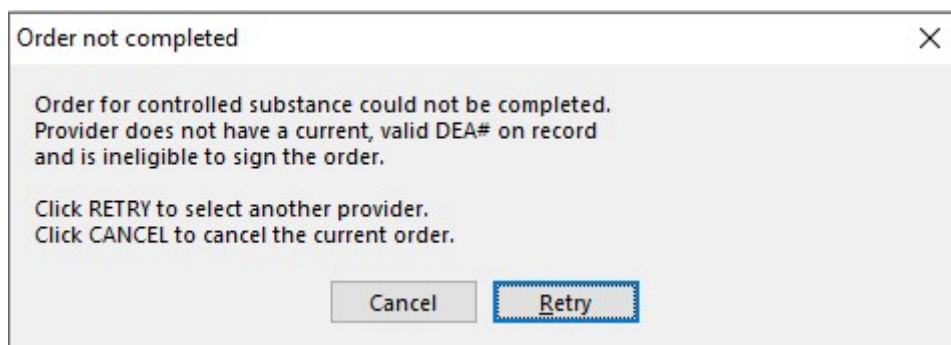 Order not completed
Order for controlled substance could not be completed.
Provider does not have a current, valid DEA# on record
and is ineligible to sign the order.
Click RETRY to select another provider.
Click CANCEL to cancel the current order.
Cancel
Retry